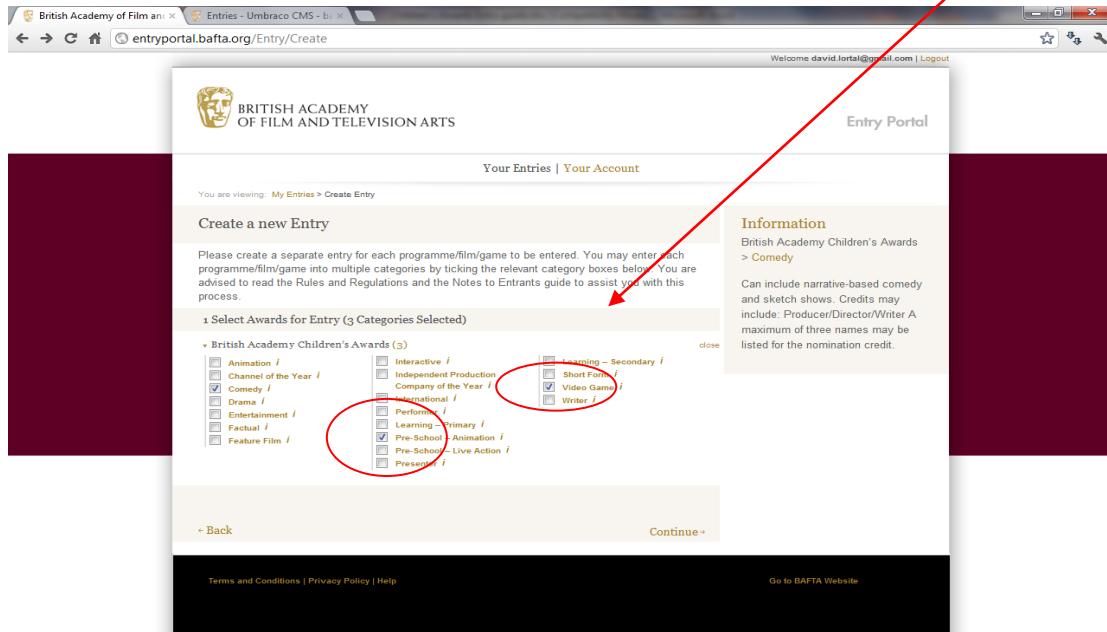 British Academy of Film an
Entries - Umbraco CMS - b
entryportal.bafta.org/Entry/Create
Welcome david.lortal@gmail.com | Logout
BRITISH ACADEMY
OF FILM AND TELEVISION ARTS
Entry Portal
Your Entries | Your Account
You are viewing: My Entries > Create Entry
Create a new Entry
Please create a separate entry for each programme/film/game to be entered. You may enter each
programme/film/game into multiple categories by ticking the relevant category boxes below. You are
advised to read the Rules and Regulations and the Notes to Entrants guide to assist you with this
process.
1 Select Awards for Entry (3 Categories Selected)
British Academy Children's Awards (3)
close
Animation i
Channel of the Year i
Comedy i
Drama i
Entertainment i
Factual i
Feature Film i
Interactive i
Independent Production
Company of the Year i
International i
Performer i
Learning – Primary i
Pre-School – Animation i
Pre-School – Live Action i
Presenter i
Learning – Secondary i
Short Form i
Video Game i
Writer i
Information
British Academy Children's Awards
> Comedy
Can include narrative-based comedy
and sketch shows. Credits may
include: Producer/Director/Writer A
maximum of three names may be
listed for the nomination credit.
← Back
Continue →
Terms and Conditions | Privacy Policy | Help
Go to BAFTA Website